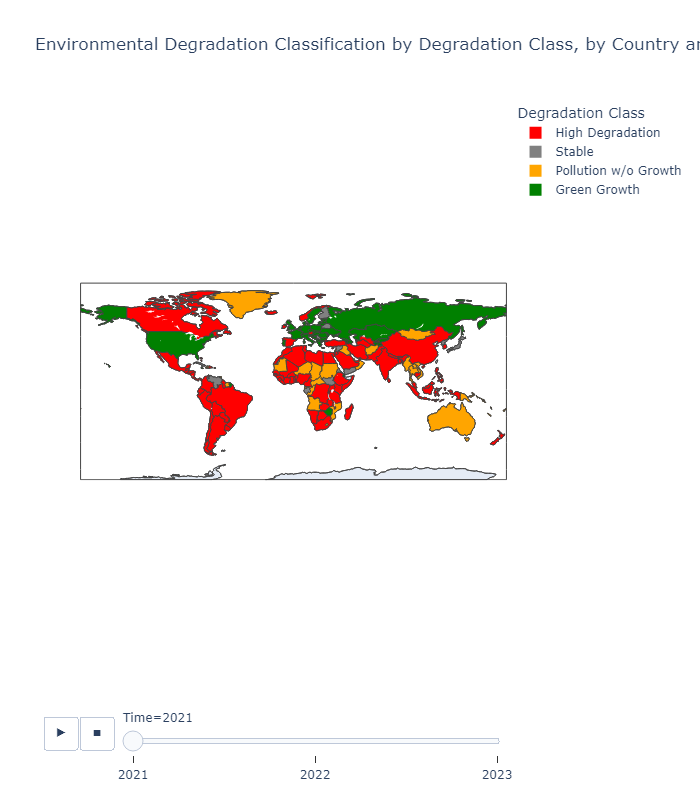 Environmental Degradation Classification by Degradation Class, by Country
Degradation Class
High Degradation
Stable
Pollution w/o Growth
Green Growth
Time=2021
2021
2022
2023